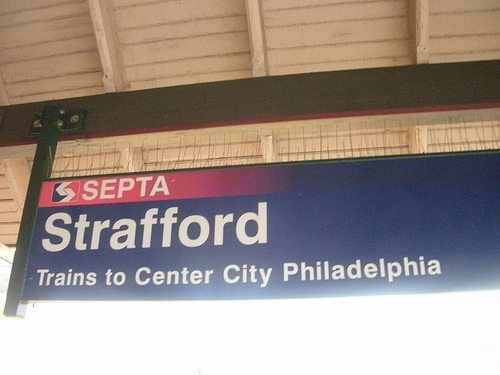 SEPTA
Strafford
Trains to Center City Philadelphia